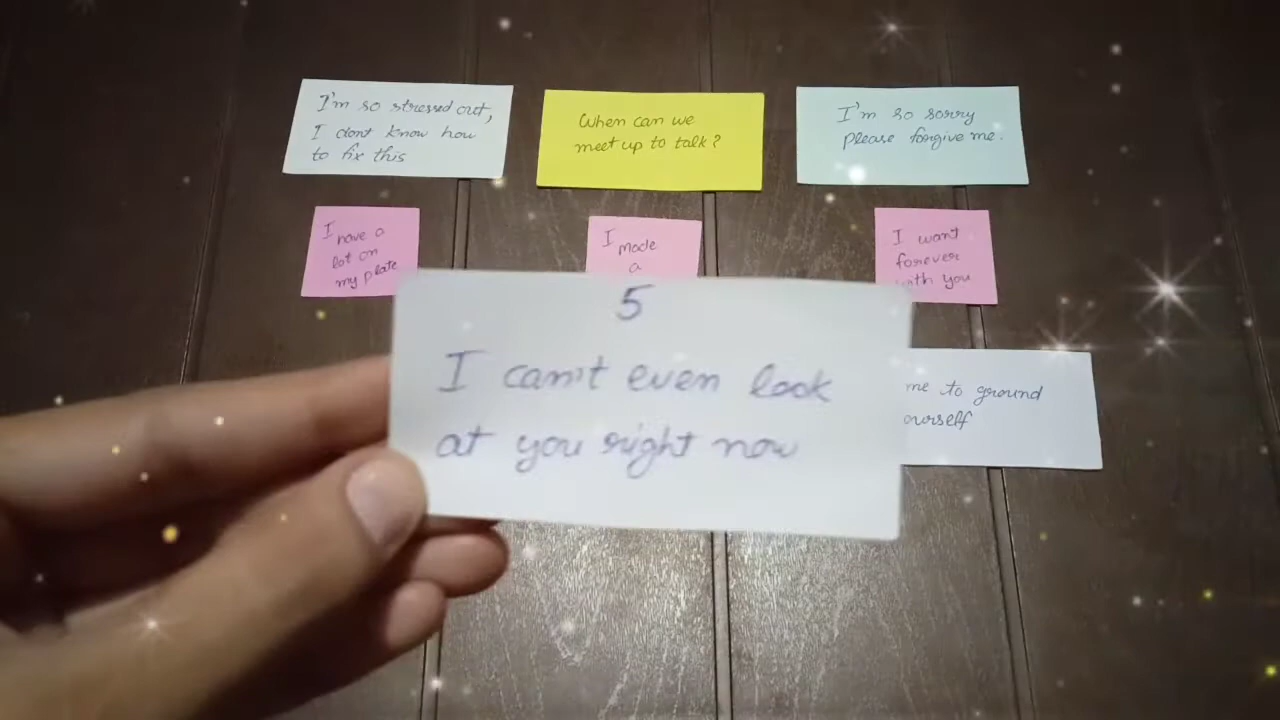 I'm so stressed out,
I dont know how
to fix this
When can we
meet up to talk?
I'm so sorry
please forgive me.
I have a
lot on
my plate
I made
a
I want
forever
with you
5
I can't even look
at you right now
me to ground
ourself